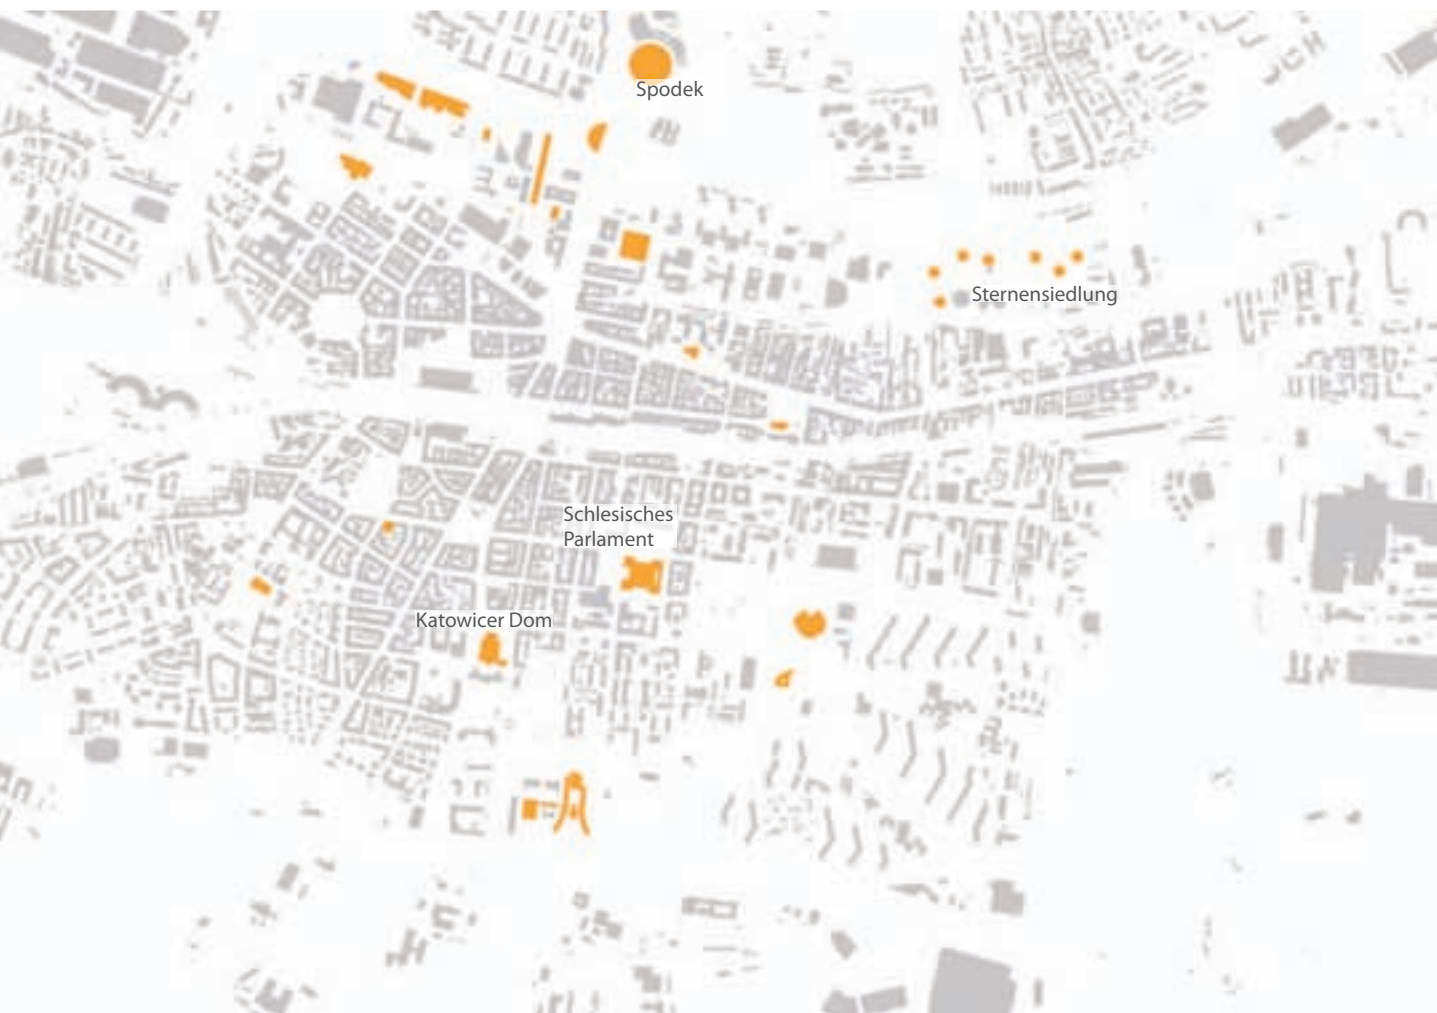 Spodek
Sternensiedlung
Schlesisches
Parlament
Katowicer Dom